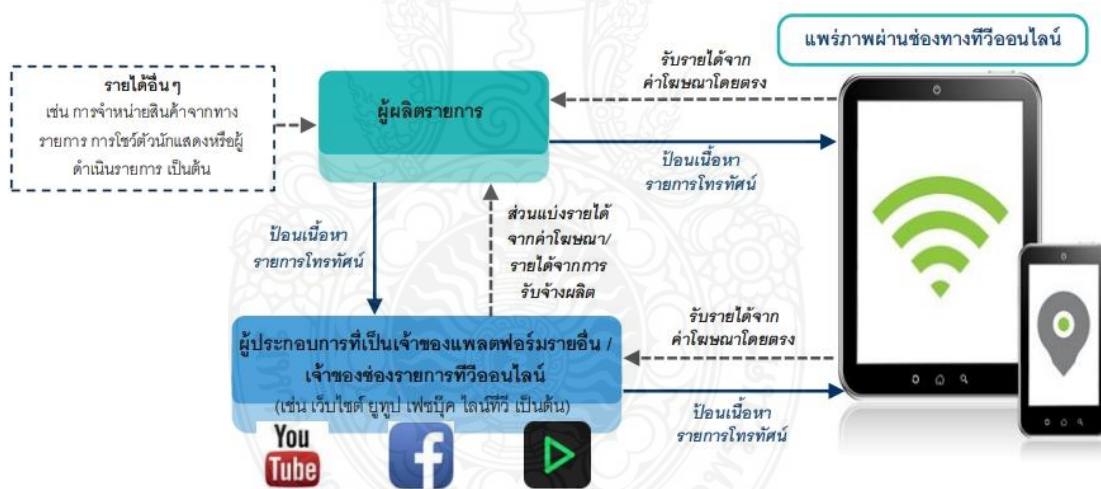 แพร่ภาพผ่านช่องทางทีวีออนไลน์
รายได้อื่นๆ
เช่น การจำหน่ายสินค้าจากทาง
รายการ การโชว์ตัวนักแสดงหรือผู้
ดำเนินรายการ เป็นต้น
ผู้ผลิตรายการ
รับรายได้จาก
ค่าโฆษณาโดยตรง
ป้อนเนื้อหา
รายการโทรทัศน์
ป้อนเนื้อหา
รายการโทรทัศน์
ส่วนแบ่งรายได้
จากค่าโฆษณา/
รายได้จากการ
รับจ้างผลิต
รับรายได้จาก
ค่าโฆษณาโดยตรง
ผู้ประกอบการที่เป็นเจ้าของแพลตฟอร์มรายอื่น /
เจ้าของช่องรายการทีวีออนไลน์
(เช่น เว็บไซต์ ยูทูป เฟซบุ๊ค ไลน์ทีวี เป็นต้น)
ป้อนเนื้อหา
รายการโทรทัศน์
You
Tube
f